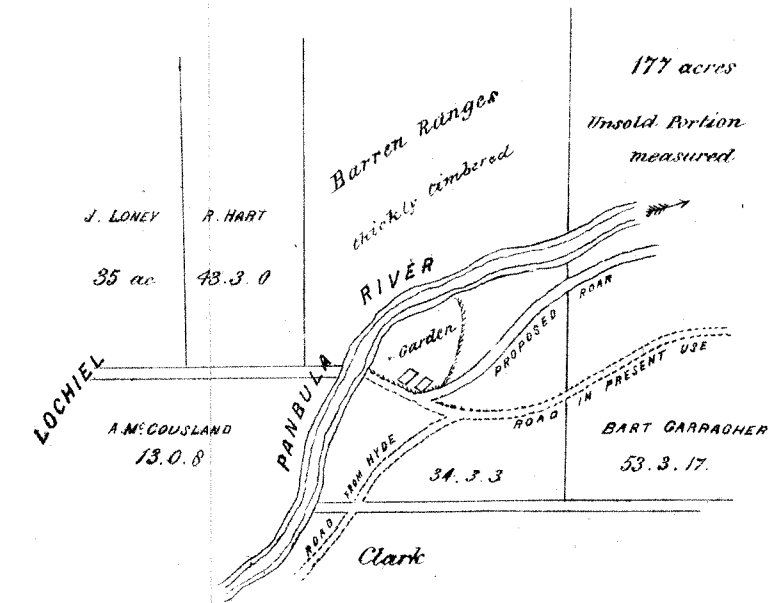 177 acres
Unsold Portion
measured
Barren Ranges
thickly timbered
J. LONEY
R. HART
35 ac
43.3.0
PANBULA RIVER
Garden
PROPOSED ROAR
LOCHIEL
ROAD IN PRESENT USE
A. McCOUSLAND
13.0.8
BART GARRAGHER
53.3.17.
34.3.3
ROAD FROM HYDE
Clark